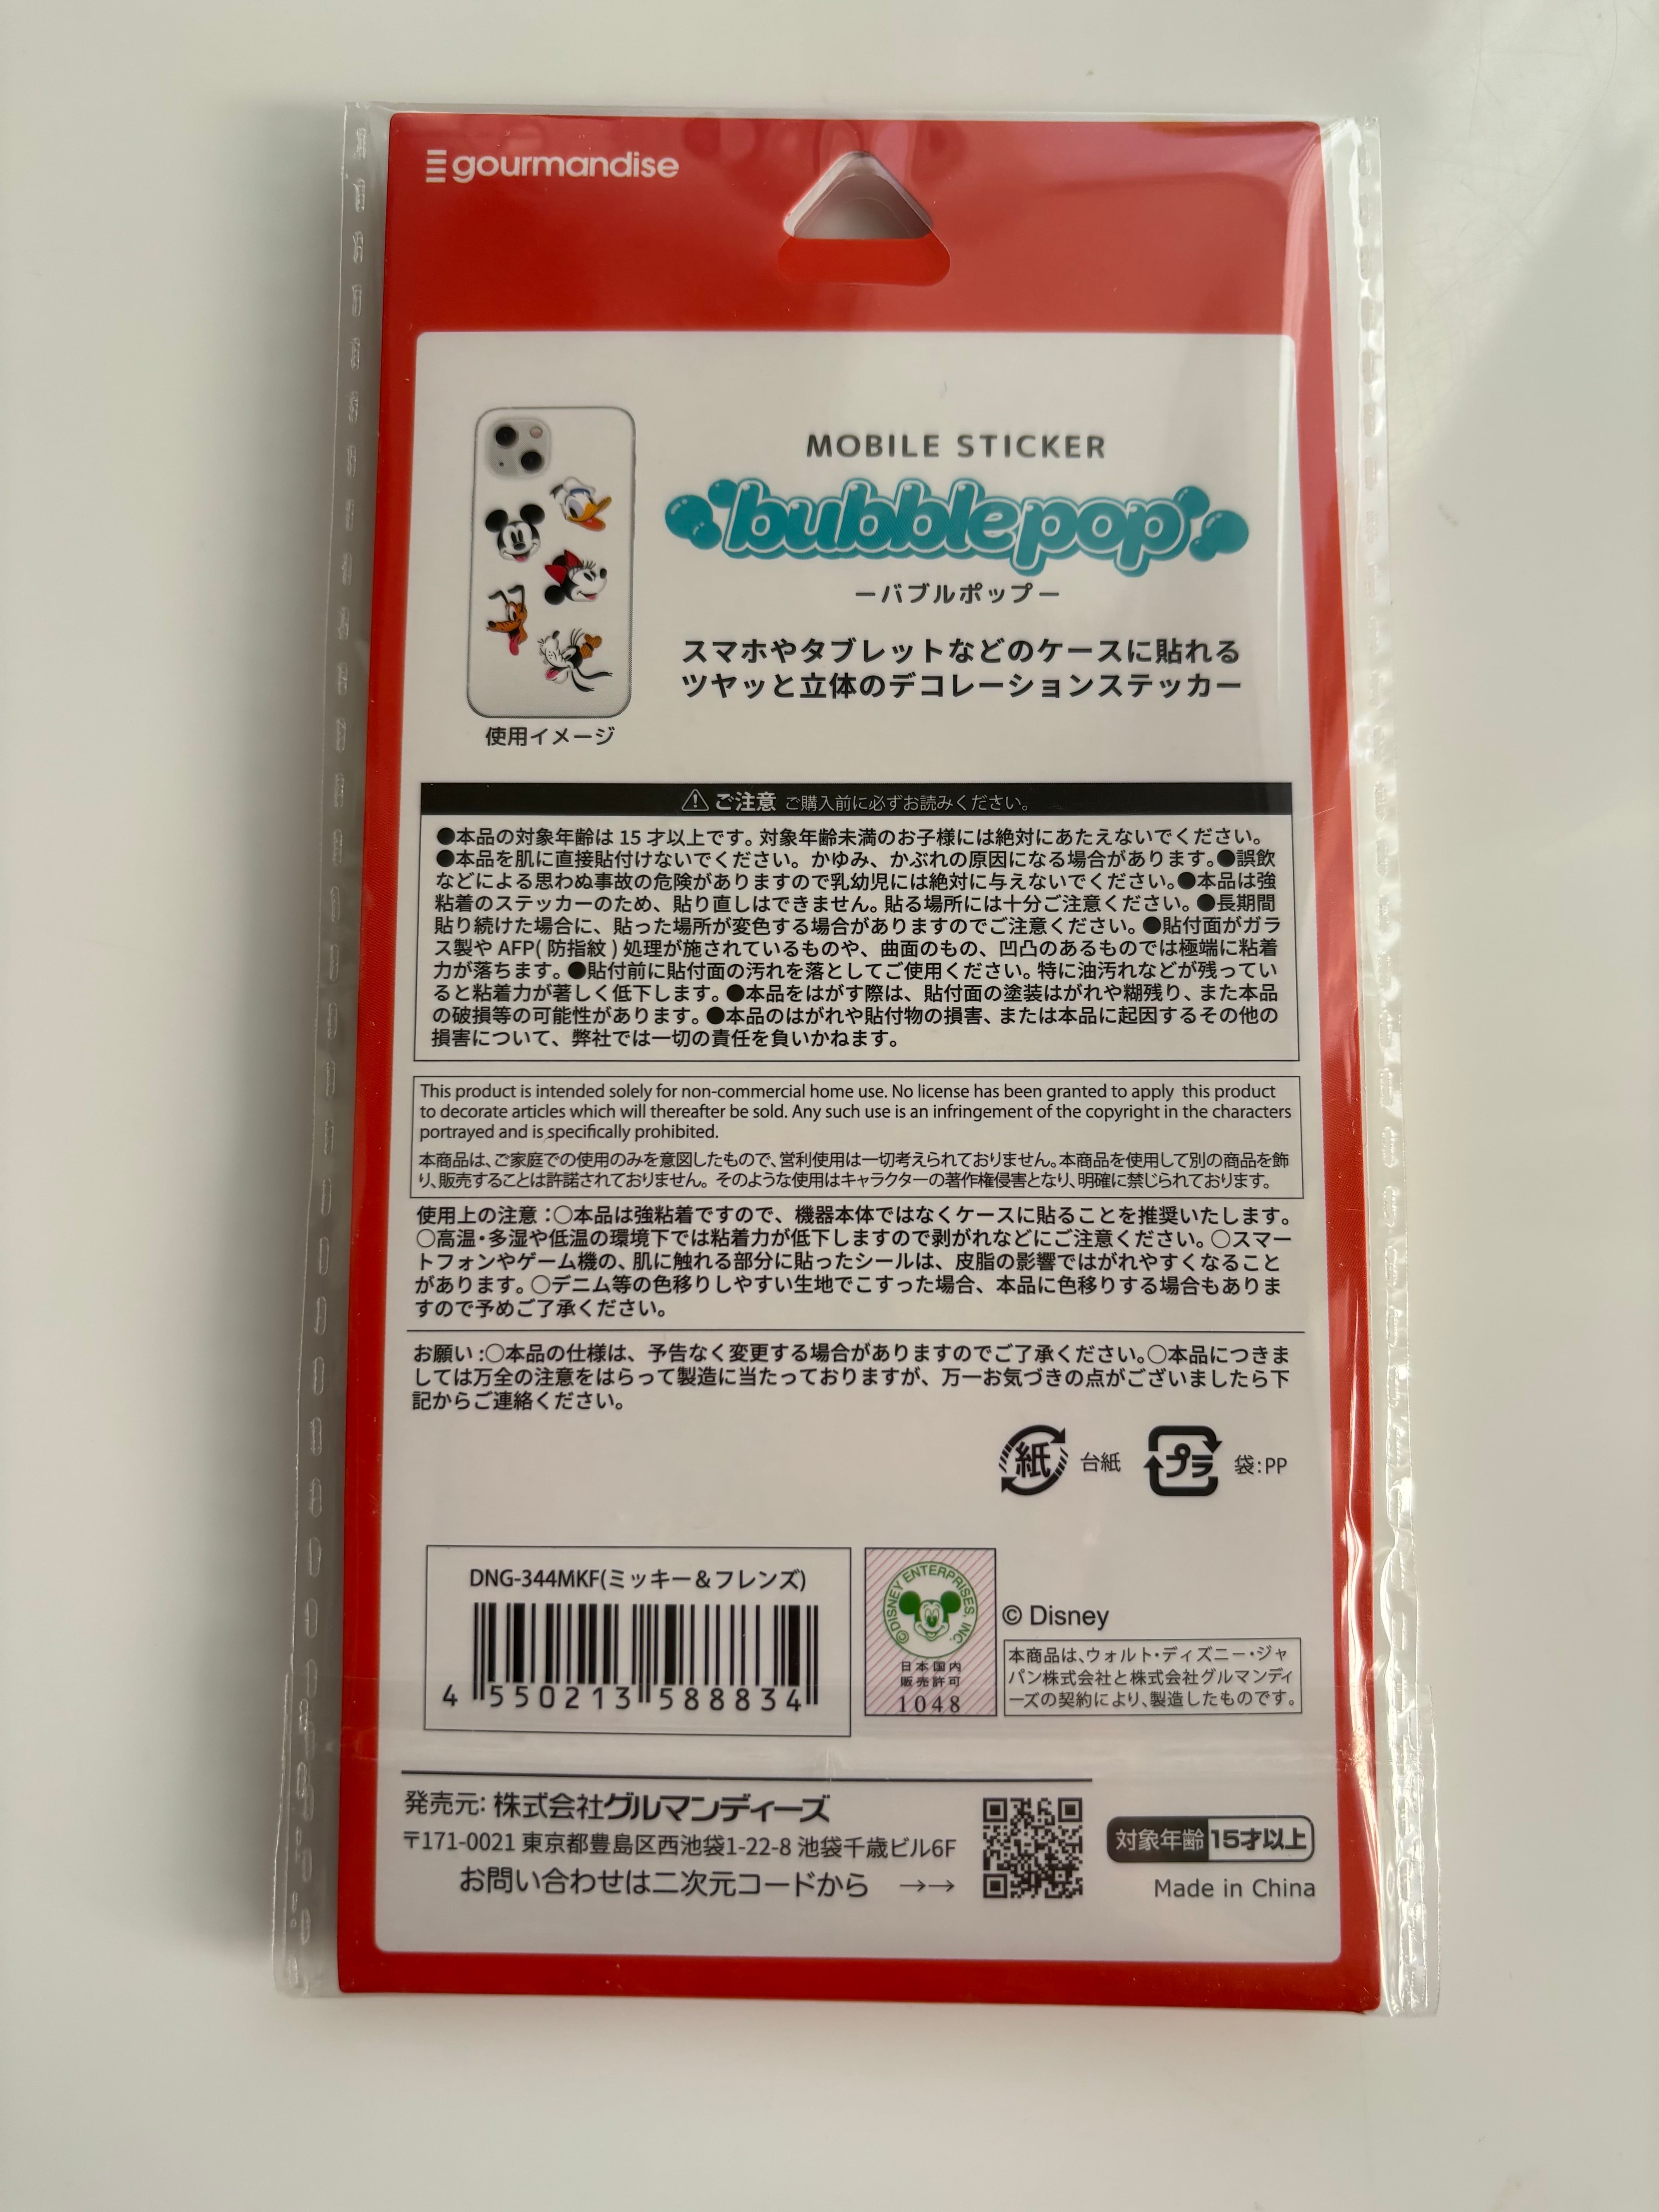 gourmandise
MOBILE STICKER
bubblepop
ーバブルポップー
スマホやタブレットなどのケースに貼れる
ツヤッと立体のデコレーションステッカー
使用イメージ
ご注意 ご購入前に必ずお読みください。
●本品の対象年齢は 15 才以上です。対象年齢未満のお子様には絶対にあたえないでください。
●本品を肌に直接貼付けないでください。かゆみ、かぶれの原因になる場合があります。●誤飲
などによる思わぬ事故の危険がありますので乳幼児には絶対に与えないでください。●本品は強
粘着のステッカーのため、貼り直しはできません。貼る場所には十分ご注意ください。●長期間
貼り続けた場合に、貼った場所が変色する場合がありますのでご注意ください。●貼付面がガラ
ス製や AFP( 防指紋 ) 処理が施されているものや、曲面のもの、凹凸のあるものでは極端に粘着
力が落ちます。●貼付前に貼付面の汚れを落としてご使用ください。特に油汚れなどが残ってい
ると粘着力が著しく低下します。●本品をはがす際は、貼付面の塗装はがれや糊残り、また本品
の破損等の可能性があります。●本品のはがれや貼付物の損害、または本品に起因するその他の
損害について、弊社では一切の責任を負いかねます。
This product is intended solely for non-commercial home use. No license has been granted to apply this product
to decorate articles which will thereafter be sold. Any such use is an infringement of the copyright in the characters
portrayed and is specifically prohibited.
本商品は、ご家庭での使用のみを意図したもので、営利使用は一切考えられておりません。本商品を使用して別の商品を飾
り、販売することは許諾されておりません。そのような使用はキャラクターの著作権侵害となり、明確に禁じられております。
使用上の注意 :○本品は強粘着ですので、機器本体ではなくケースに貼ることを推奨いたします。
○高温・多湿や低温の環境下では粘着力が低下しますので剥がれなどにご注意ください。○スマー
トフォンやゲーム機の、肌に触れる部分に貼ったシールは、皮脂の影響ではがれやすくなること
があります。○デニム等の色移りしやすい生地でこすった場合、本品に色移りする場合もありま
すので予めご了承ください。
お願い :○本品の仕様は、予告なく変更する場合がありますのでご了承ください。○本品につきま
しては万全の注意をはらって製造に当たっておりますが、万一お気づきの点がございましたら下
記からご連絡ください。
紙 台紙 プラ 袋:PP
DNG-344MKF(ミッキー＆フレンズ)
4 550213 588834
©DISNEY ENTERPRISES, INC.
日本国内
販売許可
1048
© Disney
本商品は、ウォルト・ディズニー・ジャ
パン株式会社と株式会社グルマンディ
ーズの契約により、製造したものです。
発売元: 株式会社グルマンディーズ
〒171-0021 東京都豊島区西池袋1-22-8 池袋千歳ビル6F
お問い合わせは二次元コードから →→
対象年齢 15才以上
Made in China